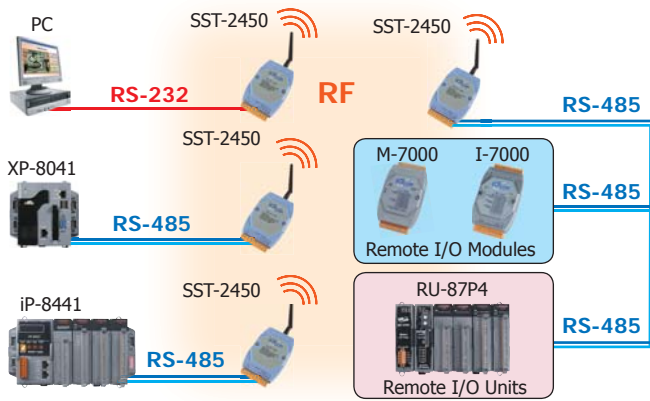 PC
SST-2450
SST-2450
RS-232
RF
RS-485
XP-8041
SST-2450
M-7000
I-7000
RS-485
RS-485
Remote I/O Modules
iP-8441
SST-2450
RU-87P4
RS-485
RS-485
Remote I/O Units